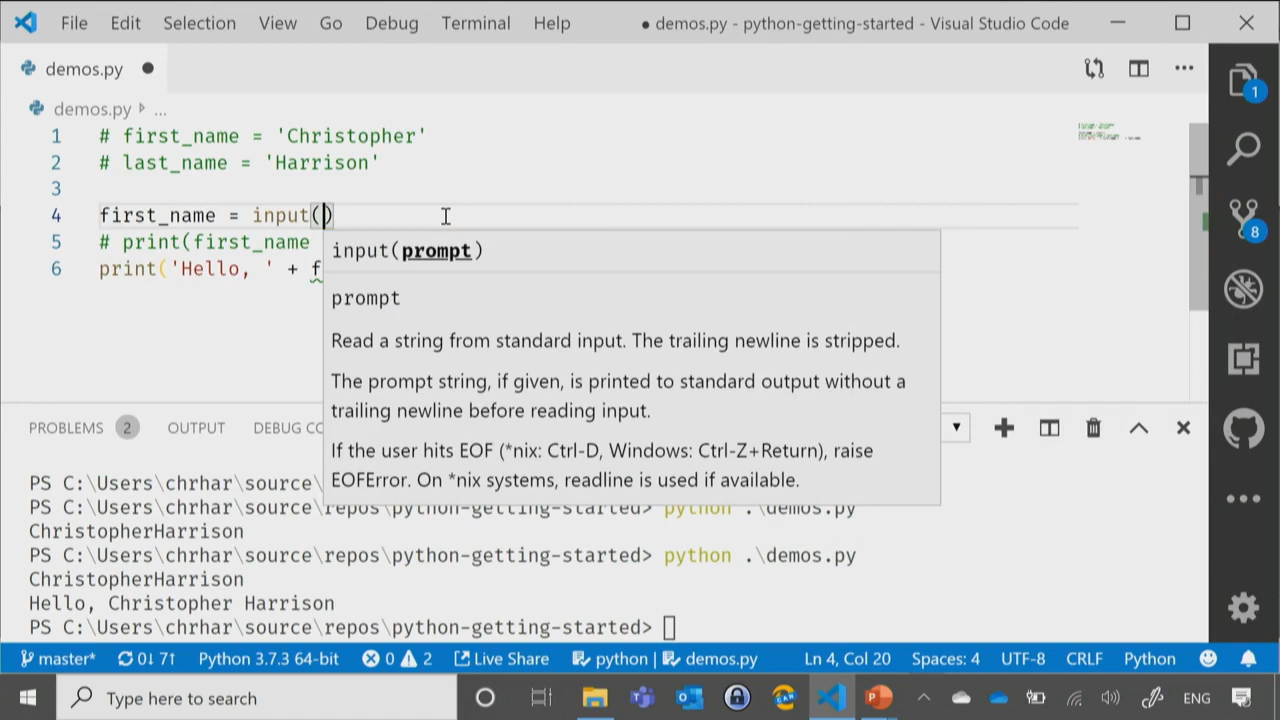 File Edit Selection View Go Debug Terminal Help ● demos.py - python-getting-started - Visual Studio Code
demos.py ●
demos.py ...
1 # first_name = 'Christopher'
2 # last_name = 'Harrison'
3
4 first_name = input()
5 # print(first_name
6 print('Hello, ' + f
input(prompt)
prompt
Read a string from standard input. The trailing newline is stripped.
The prompt string, if given, is printed to standard output without a
trailing newline before reading input.
If the user hits EOF (*nix: Ctrl-D, Windows: Ctrl-Z+Return), raise
EOFError. On *nix systems, readline is used if available.
1
8
PROBLEMS 2 OUTPUT DEBUG CO
PS C:\Users\chrhar\source\
PS C:\Users\chrhar\source\repos\python-getting-started> python .\demos.py
ChristopherHarrison
PS C:\Users\chrhar\source\repos\python-getting-started> python .\demos.py
ChristopherHarrison
Hello, Christopher Harrison
PS C:\Users\chrhar\source\repos\python-getting-started>
master* 0↓ 7↑ Python 3.7.3 64-bit 0 2 Live Share python | demos.py Ln 4, Col 20 Spaces: 4 UTF-8 CRLF Python
Type here to search ENG